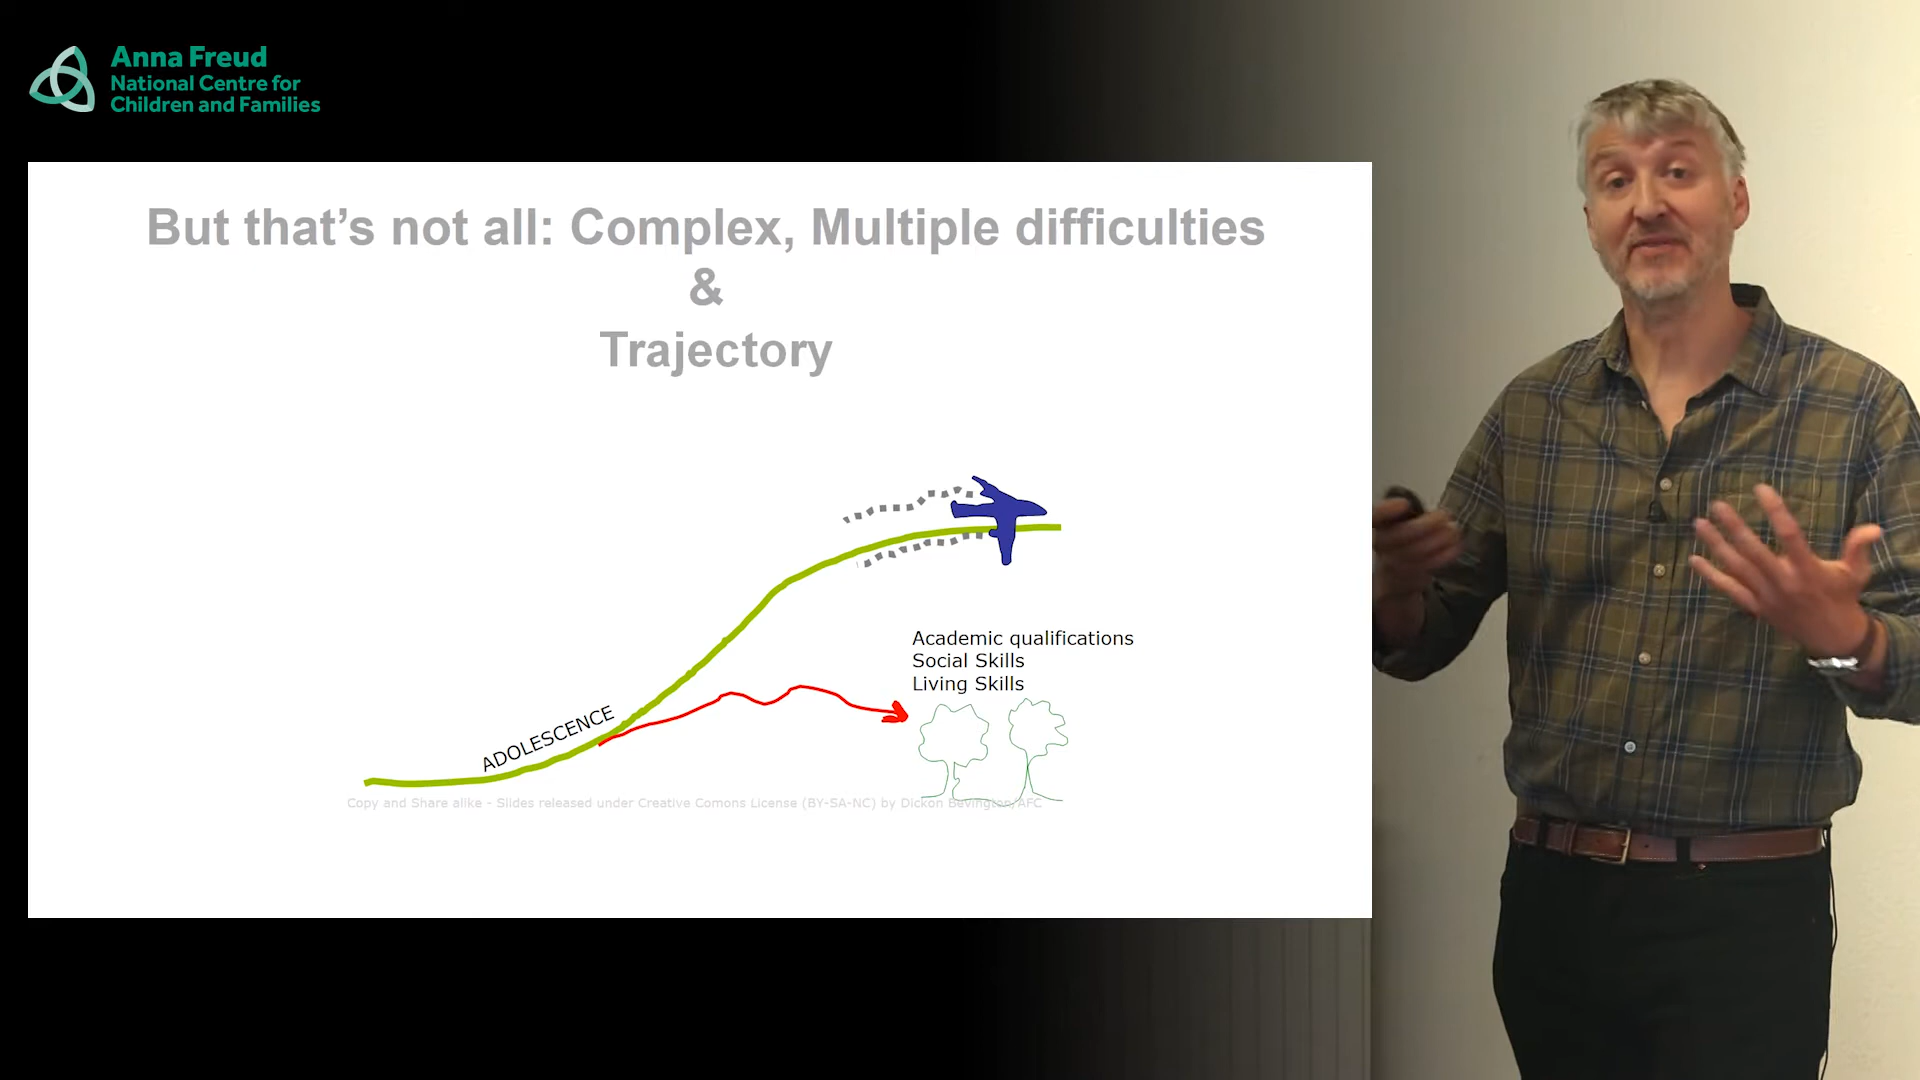 Anna Freud
National Centre for
Children and Families
But that's not all: Complex, Multiple difficulties
&
Trajectory
Academic qualifications
Social Skills
Living Skills
ADOLESCENCE
Copy and Share alike - Slides released under Creative Comons License (BY-SA-NC) by Dickon Bevington/AFC